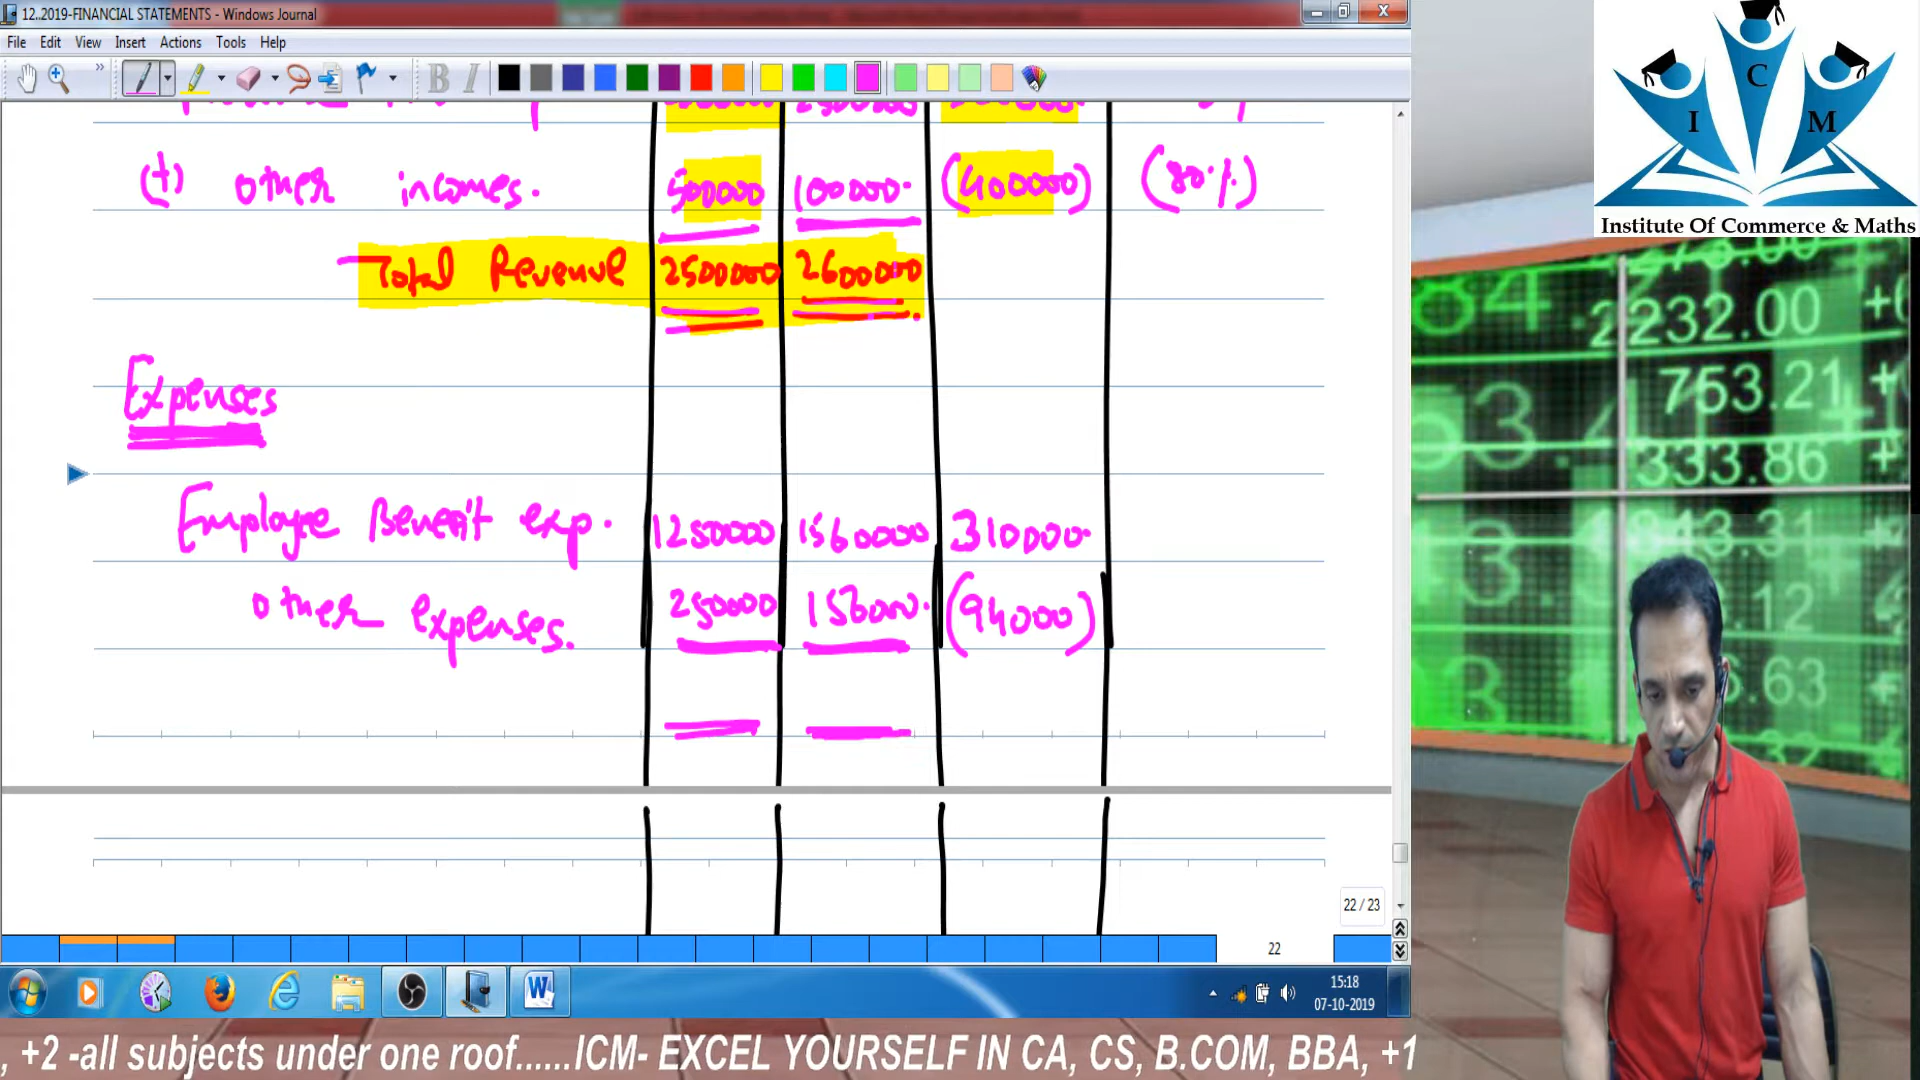 12..2019-FINANCIAL STATEMENTS - Windows Journal
File Edit View Insert Actions Tools Help
(+) other incomes. 500000 100000. (400000) (80%)
Total Revenue 2500000 2600000
Expenses
Employee Benefit exp. 1250000 1560000 310000.
other expenses. 250000 156000. (94000)
22 / 23
22
15:18
07-10-2019
I C M
Institute Of Commerce & Maths
2232.00
753.21
333.86
, +2 -all subjects under one roof......ICM- EXCEL YOURSELF IN CA, CS, B.COM, BBA, +1